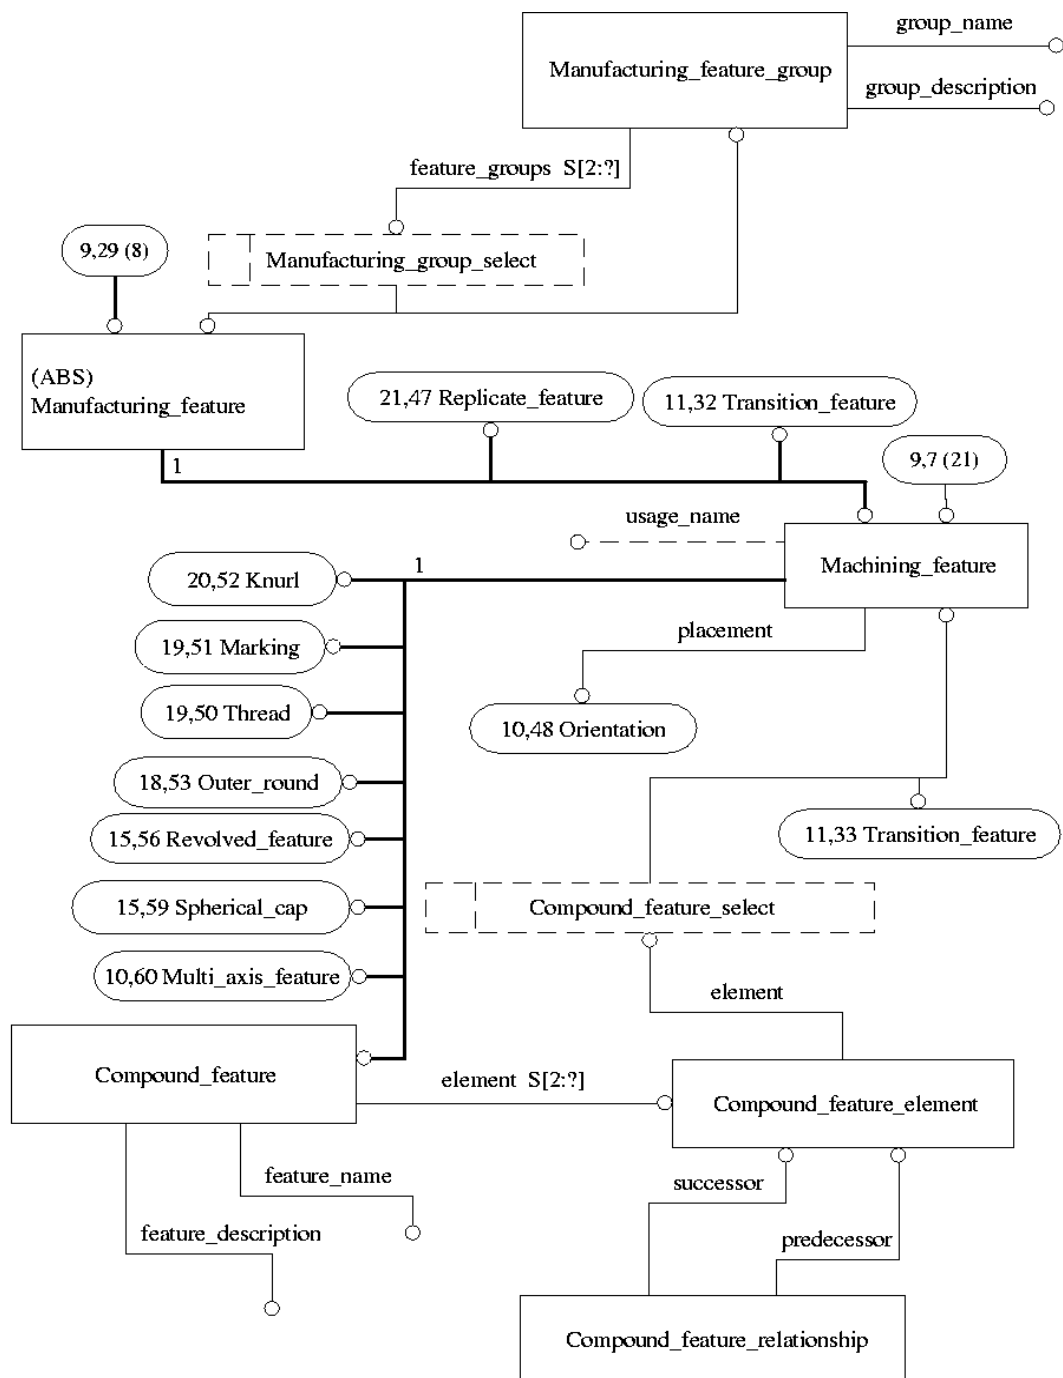 group_name
Manufacturing_feature_group
group_description
feature_groups S[2:?]
9,29 (8)
Manufacturing_group_select
(ABS)
Manufacturing_feature
21,47 Replicate_feature
11,32 Transition_feature
1
9,7 (21)
usage_name
1
Machining_feature
20,52 Knurl
placement
19,51 Marking
19,50 Thread
10,48 Orientation
18,53 Outer_round
15,56 Revolved_feature
11,33 Transition_feature
15,59 Spherical_cap
Compound_feature_select
10,60 Multi_axis_feature
element
Compound_feature
element S[2:?]
Compound_feature_element
feature_name
successor
feature_description
predecessor
Compound_feature_relationship